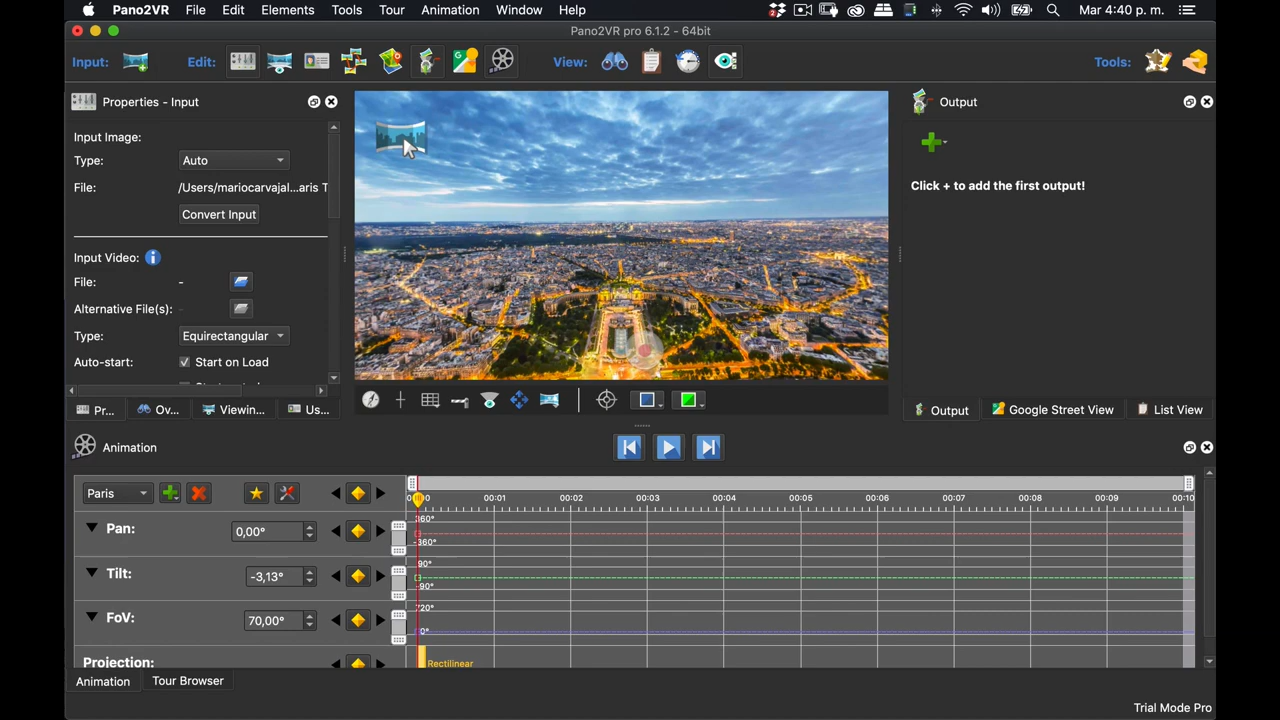 Pano2VR File Edit Elements Tools Tour Animation Window Help Mar 4:40 p. m.
Pano2VR pro 6.1.2 - 64bit
Input: Edit: View: Tools:
Properties - Input
Output
Input Image:
Type: Auto
File: /Users/mariocarvajal...aris T
Convert Input
Click + to add the first output!
Input Video:
File: -
Alternative File(s):
Type: Equirectangular
Auto-start: Start on Load
Pr... Ov... Viewin... Us...
Output Google Street View List View
Animation
Paris
00:01 00:02 00:03 00:04 00:05 00:06 00:07 00:08 00:09 00:10
Pan: 0,00°
360°
-360°
Tilt: -3,13°
90°
-90°
FoV: 70,00°
720°
0°
Projection: Rectilinear
Animation Tour Browser
Trial Mode Pro